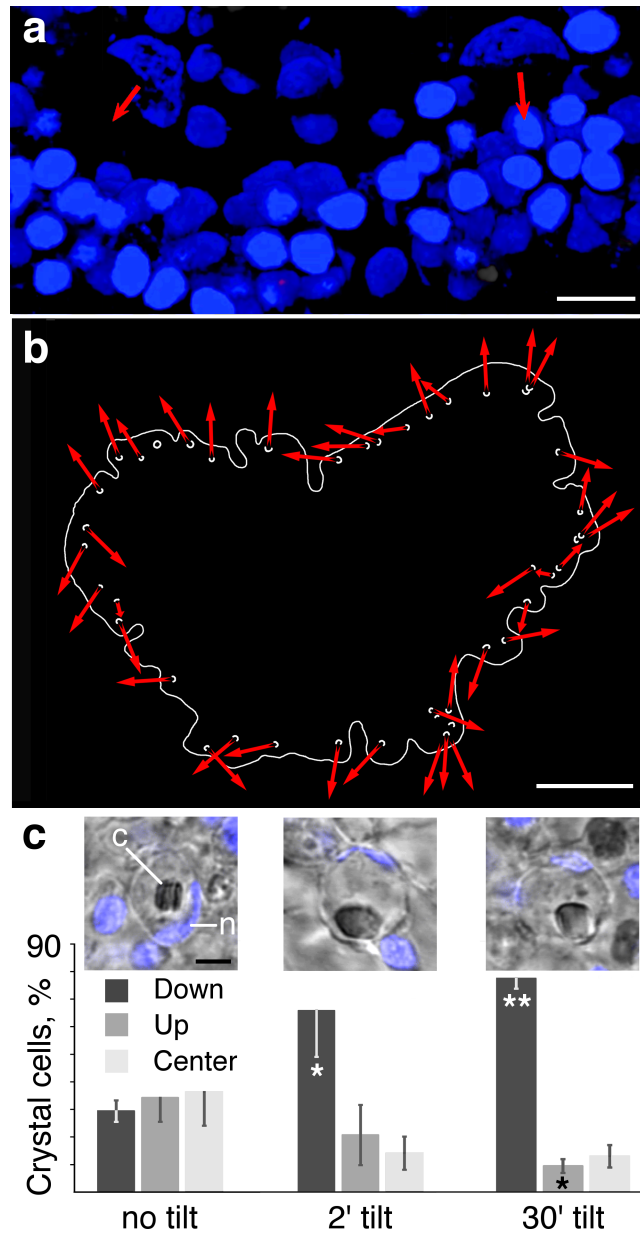 a
b
c
c
n
90
Crystal cells, %
Down
Up
Center
*
**
*
no tilt
2' tilt
30' tilt